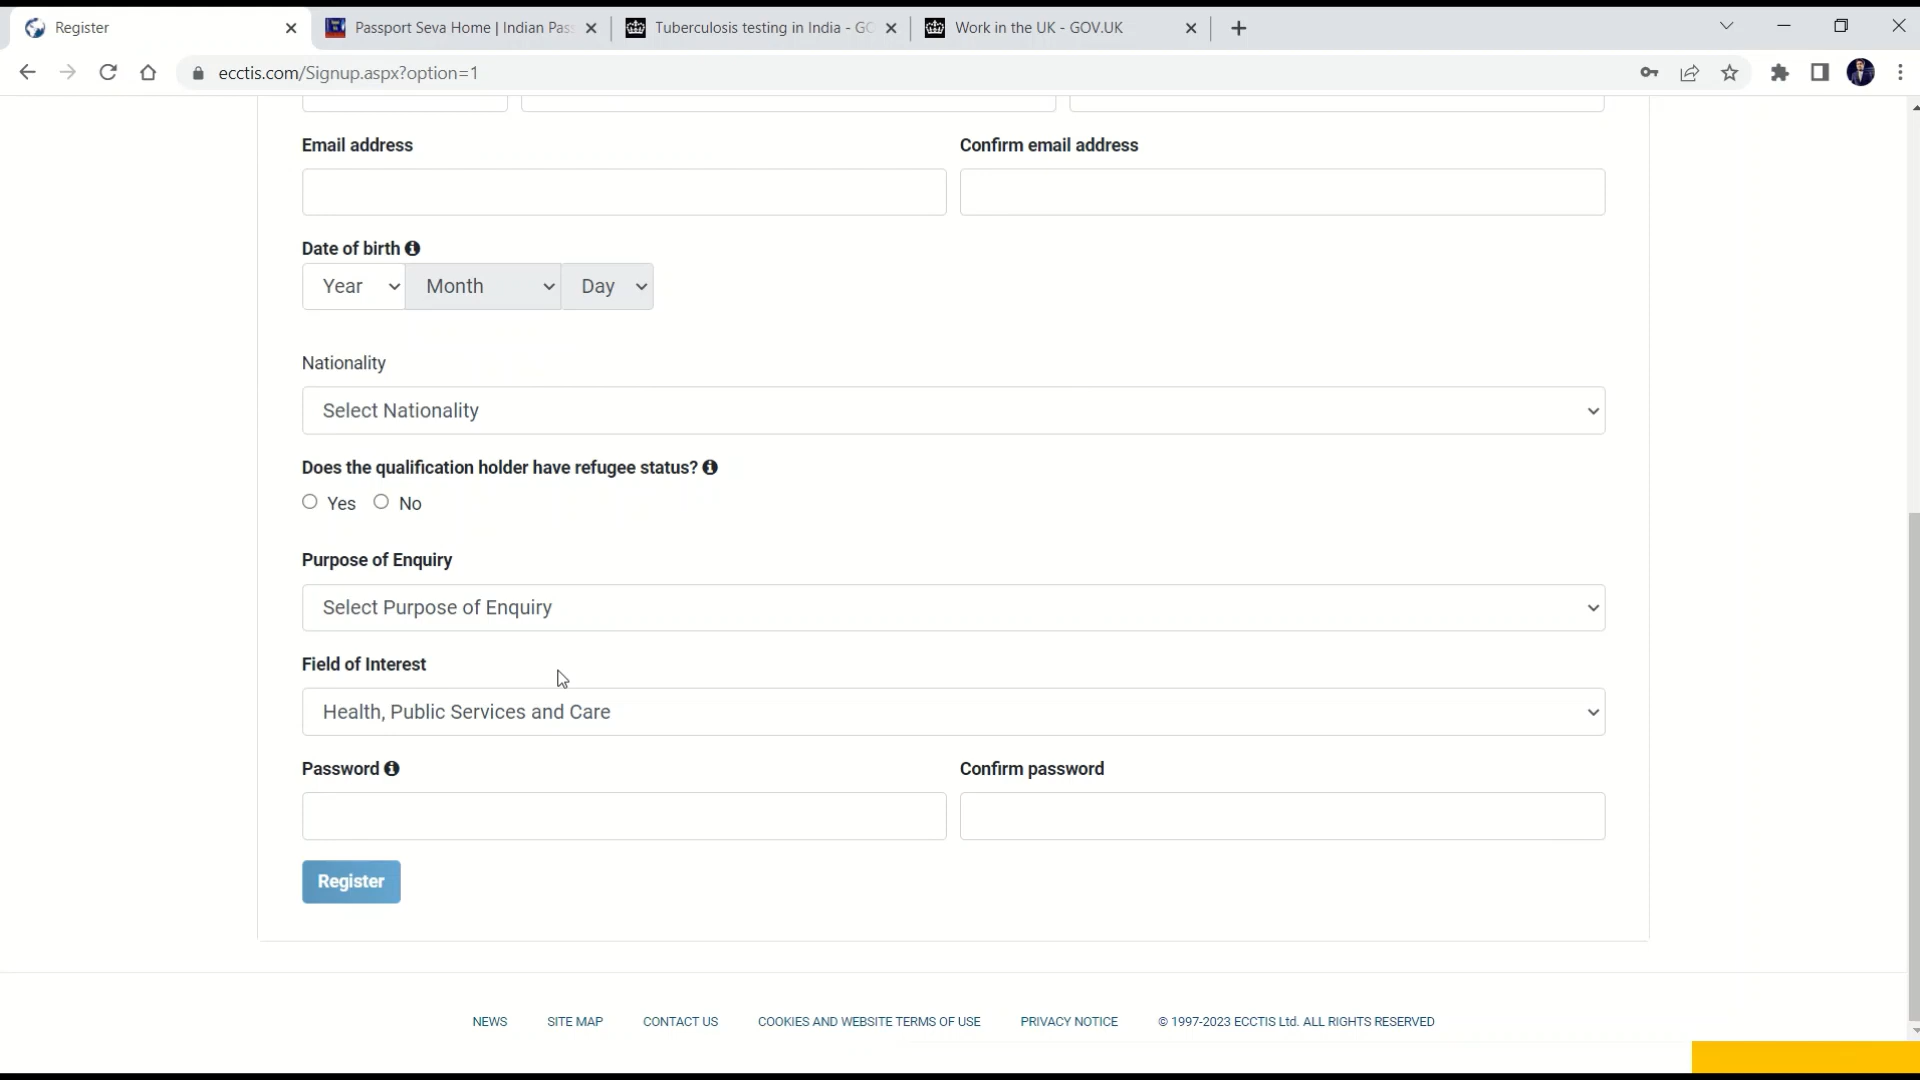 Register
Passport Seva Home | Indian Pas
Tuberculosis testing in India - GO
Work in the UK - GOV.UK
ecctis.com/Signup.aspx?option=1
Email address
Confirm email address
Date of birth
Year
Month
Day
Nationality
Select Nationality
Does the qualification holder have refugee status?
Yes
No
Purpose of Enquiry
Select Purpose of Enquiry
Field of Interest
Health, Public Services and Care
Password
Confirm password
Register
NEWS
SITE MAP
CONTACT US
COOKIES AND WEBSITE TERMS OF USE
PRIVACY NOTICE
© 1997-2023 ECCTIS Ltd. ALL RIGHTS RESERVED